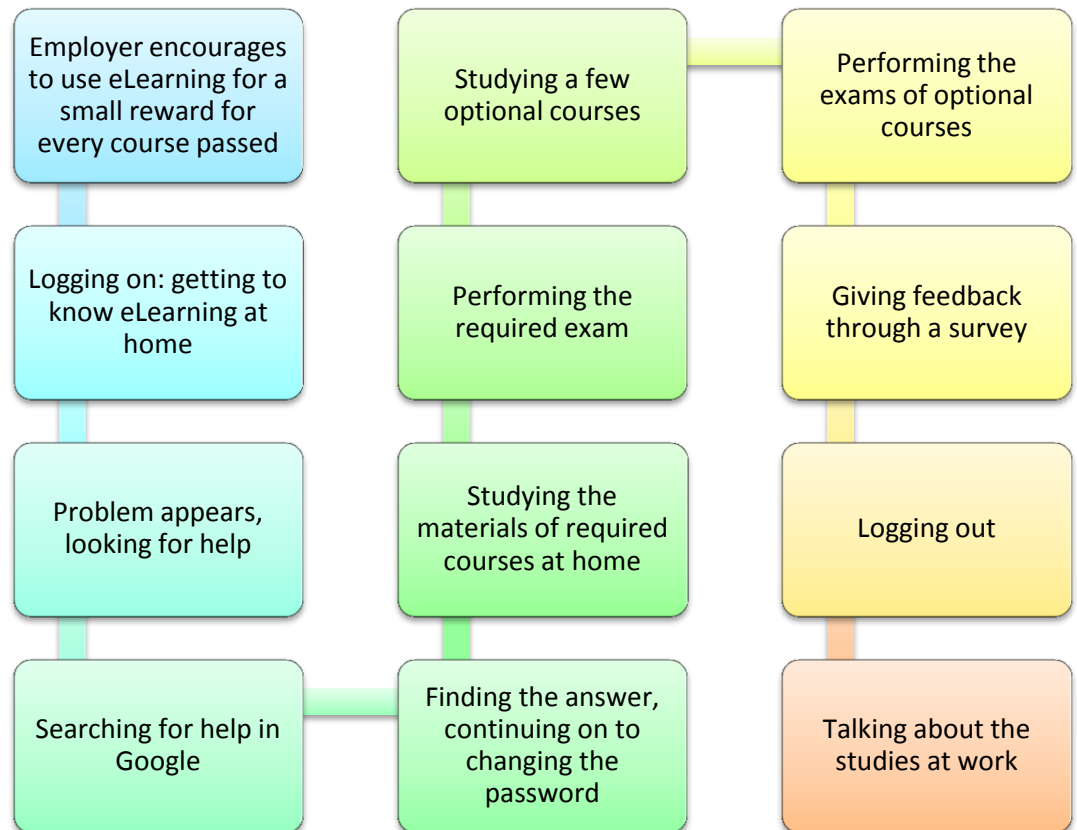 Employer encourages
to use eLearning for a
small reward for
every course passed
Logging on: getting to
know eLearning at
home
Problem appears,
looking for help
Searching for help in
Google
Finding the answer,
continuing on to
changing the
password
Studying the
materials of required
courses at home
Performing the
required exam
Studying a few
optional courses
Performing the
exams of optional
courses
Giving feedback
through a survey
Logging out
Talking about the
studies at work